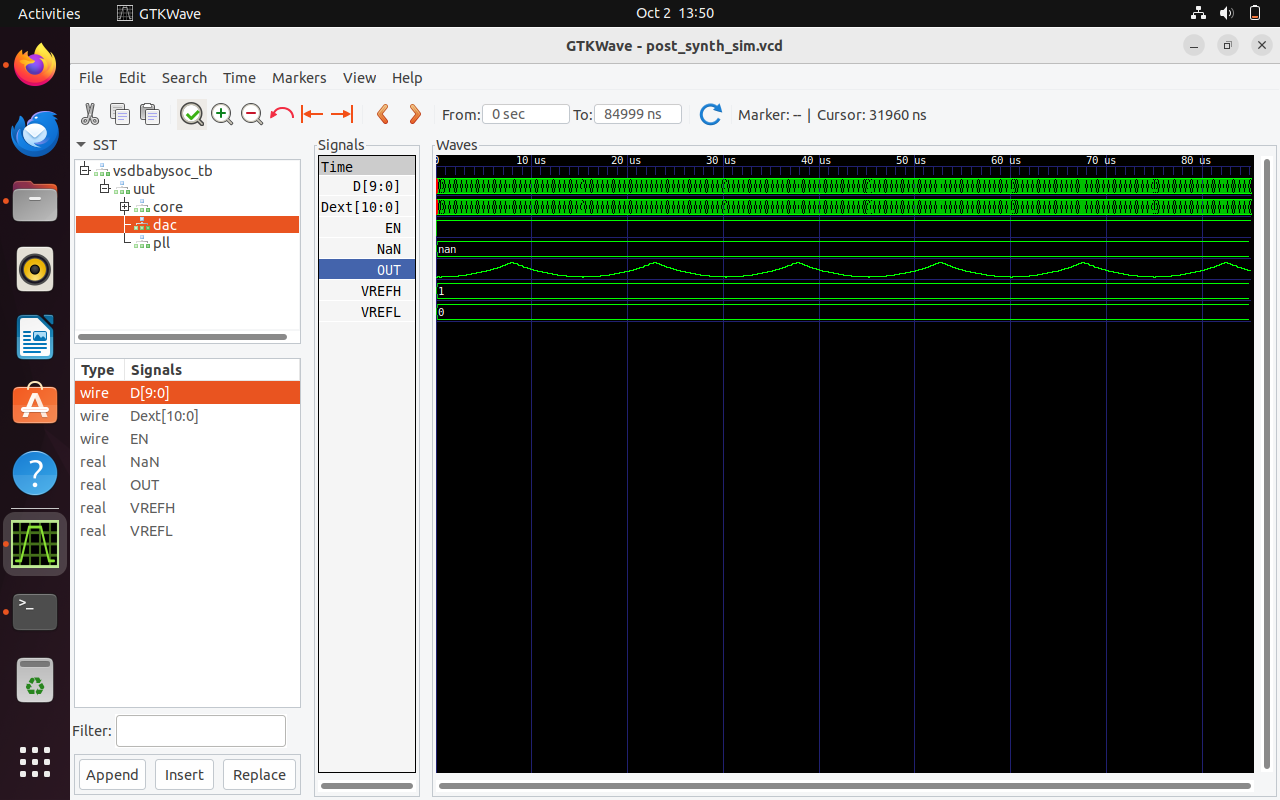 Activities GTKWave Oct 2 13:50
GTKWave - post_synth_sim.vcd
File Edit Search Time Markers View Help
From: 0 sec To: 84999 ns Marker: -- | Cursor: 31960 ns
SST
vsdbabysoc_tb
uut
core
dac
pll
Type Signals
wire D[9:0]
wire Dext[10:0]
wire EN
real NaN
real OUT
real VREFH
real VREFL
Filter:
Append Insert Replace
Signals
Time
D[9:0]
Dext[10:0]
EN
NaN
OUT
VREFH
VREFL
Waves
0 10 us 20 us 30 us 40 us 50 us 60 us 70 us 80 us
nan
1
0